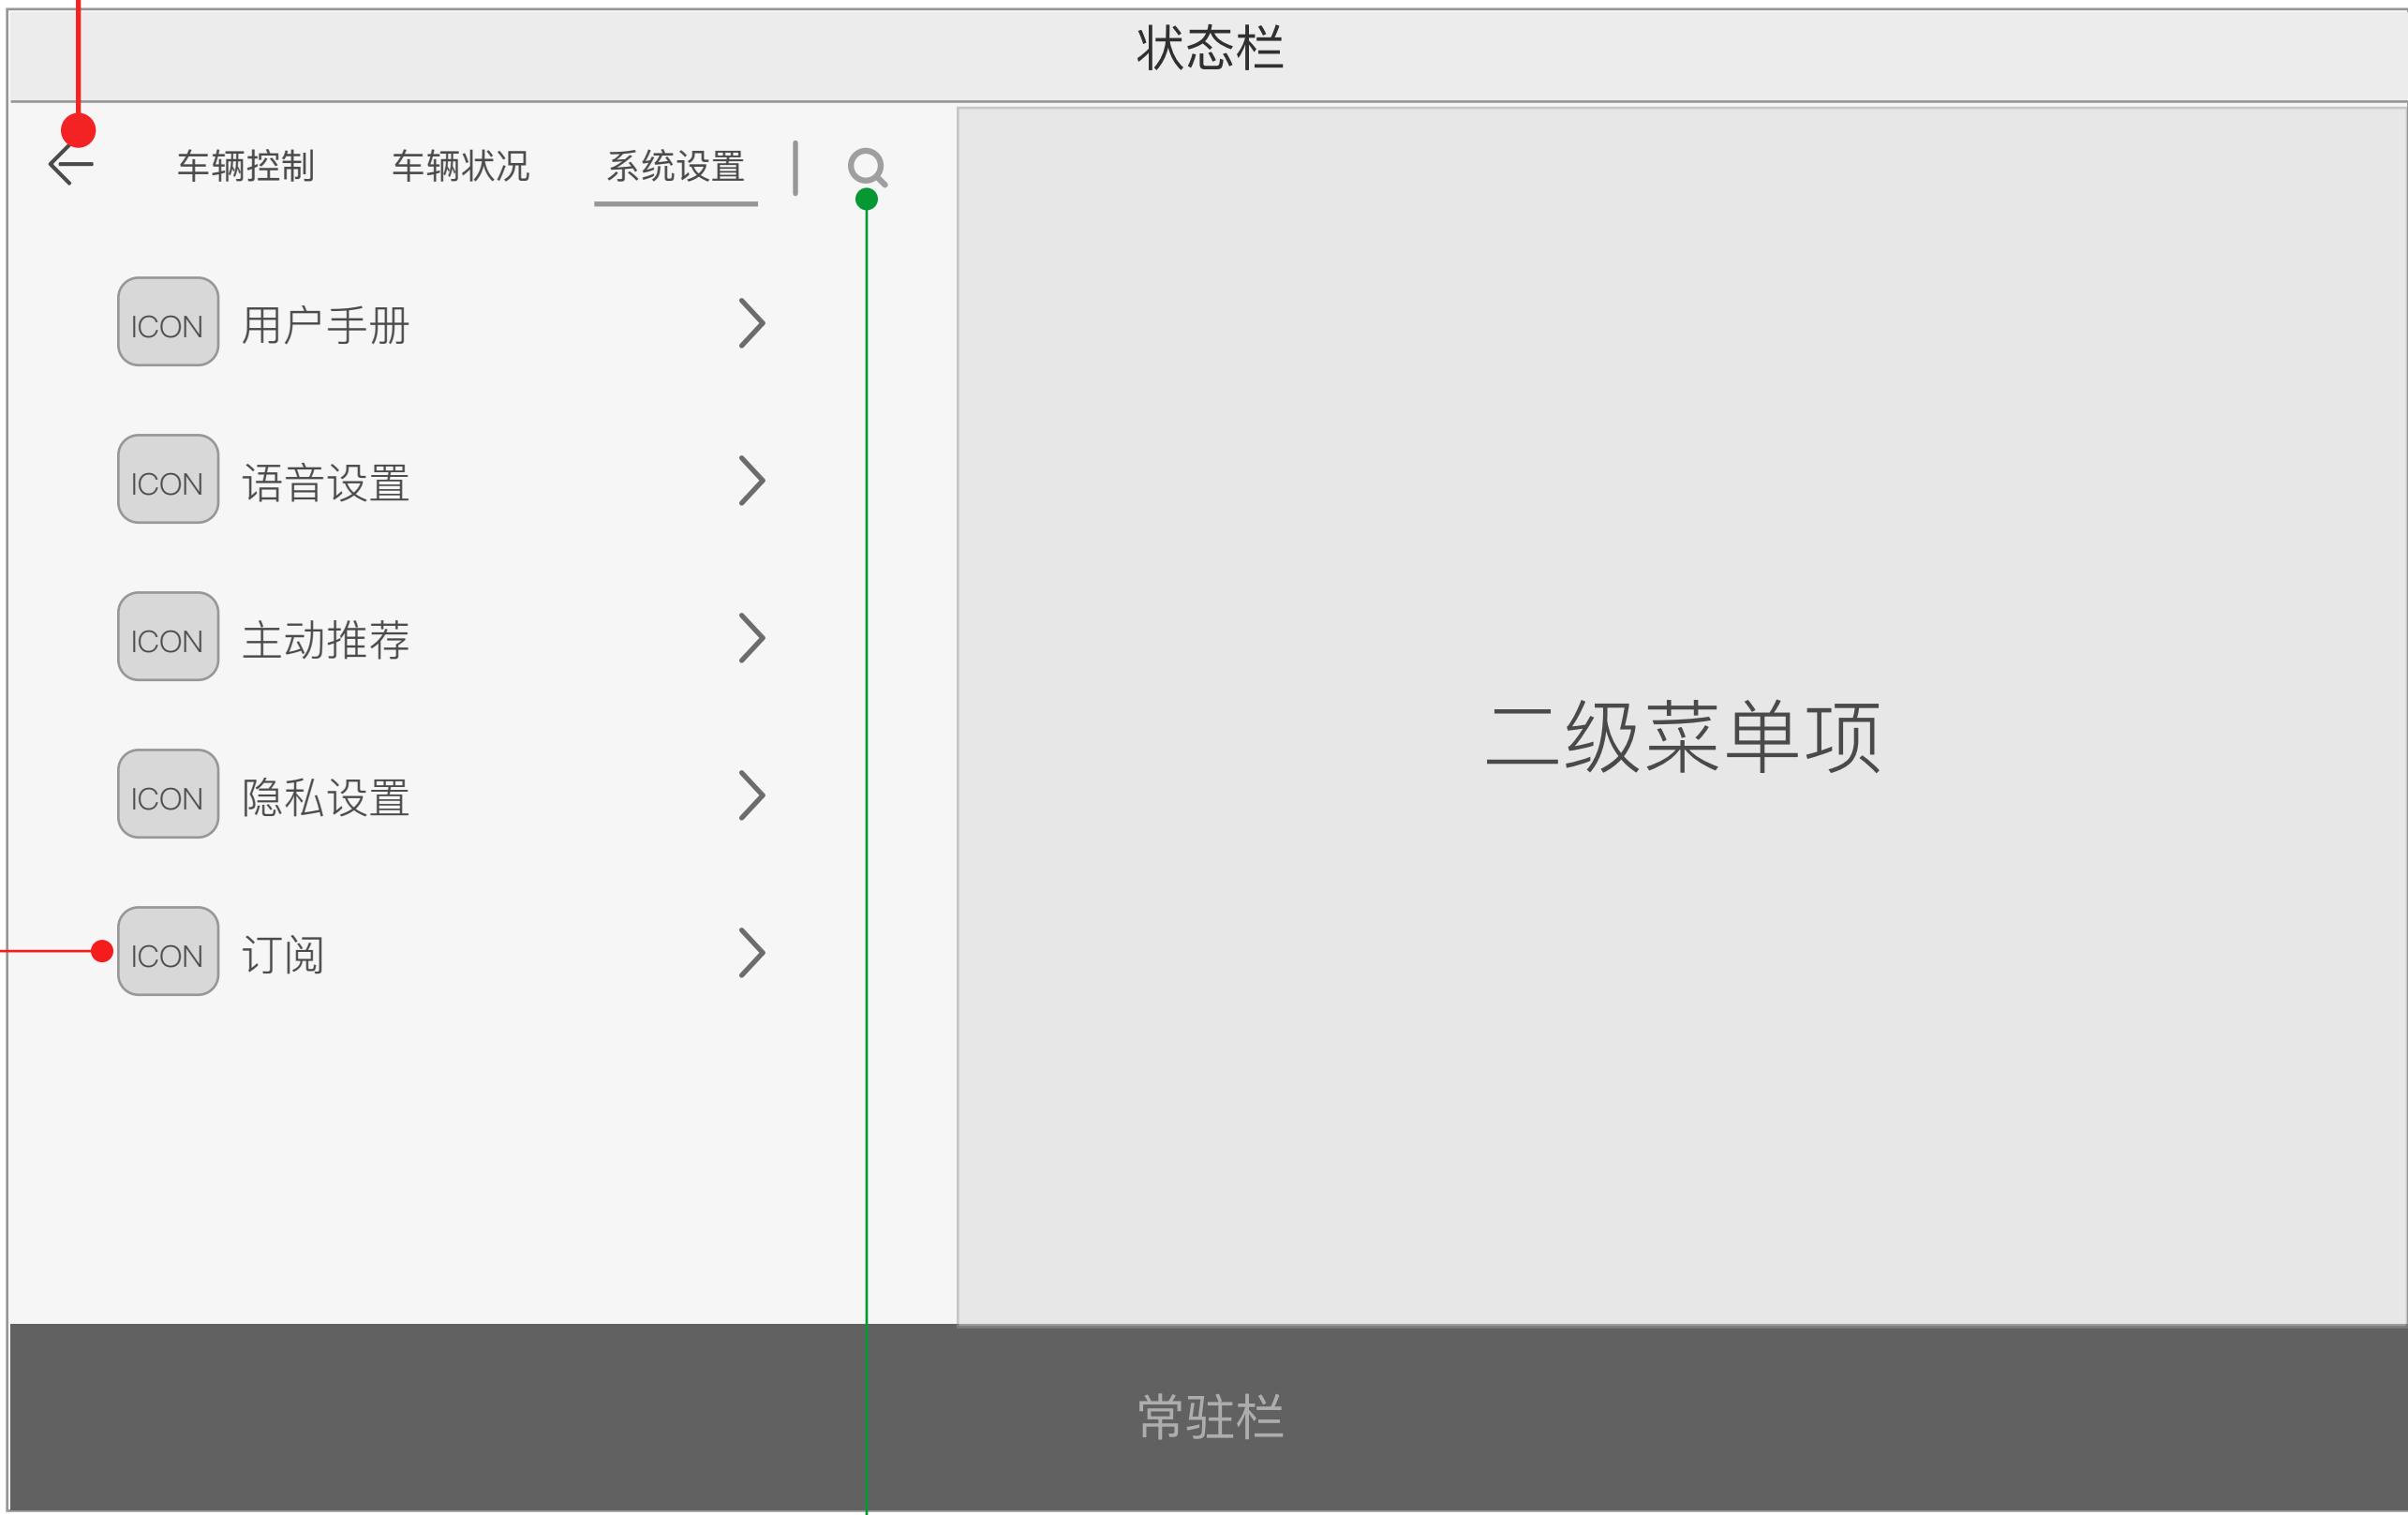 状态栏
车辆控制 车辆状况 系统设置
ICON 用户手册
ICON 语音设置
ICON 主动推荐
二级菜单项
ICON 隐私设置
ICON 订阅
常驻栏